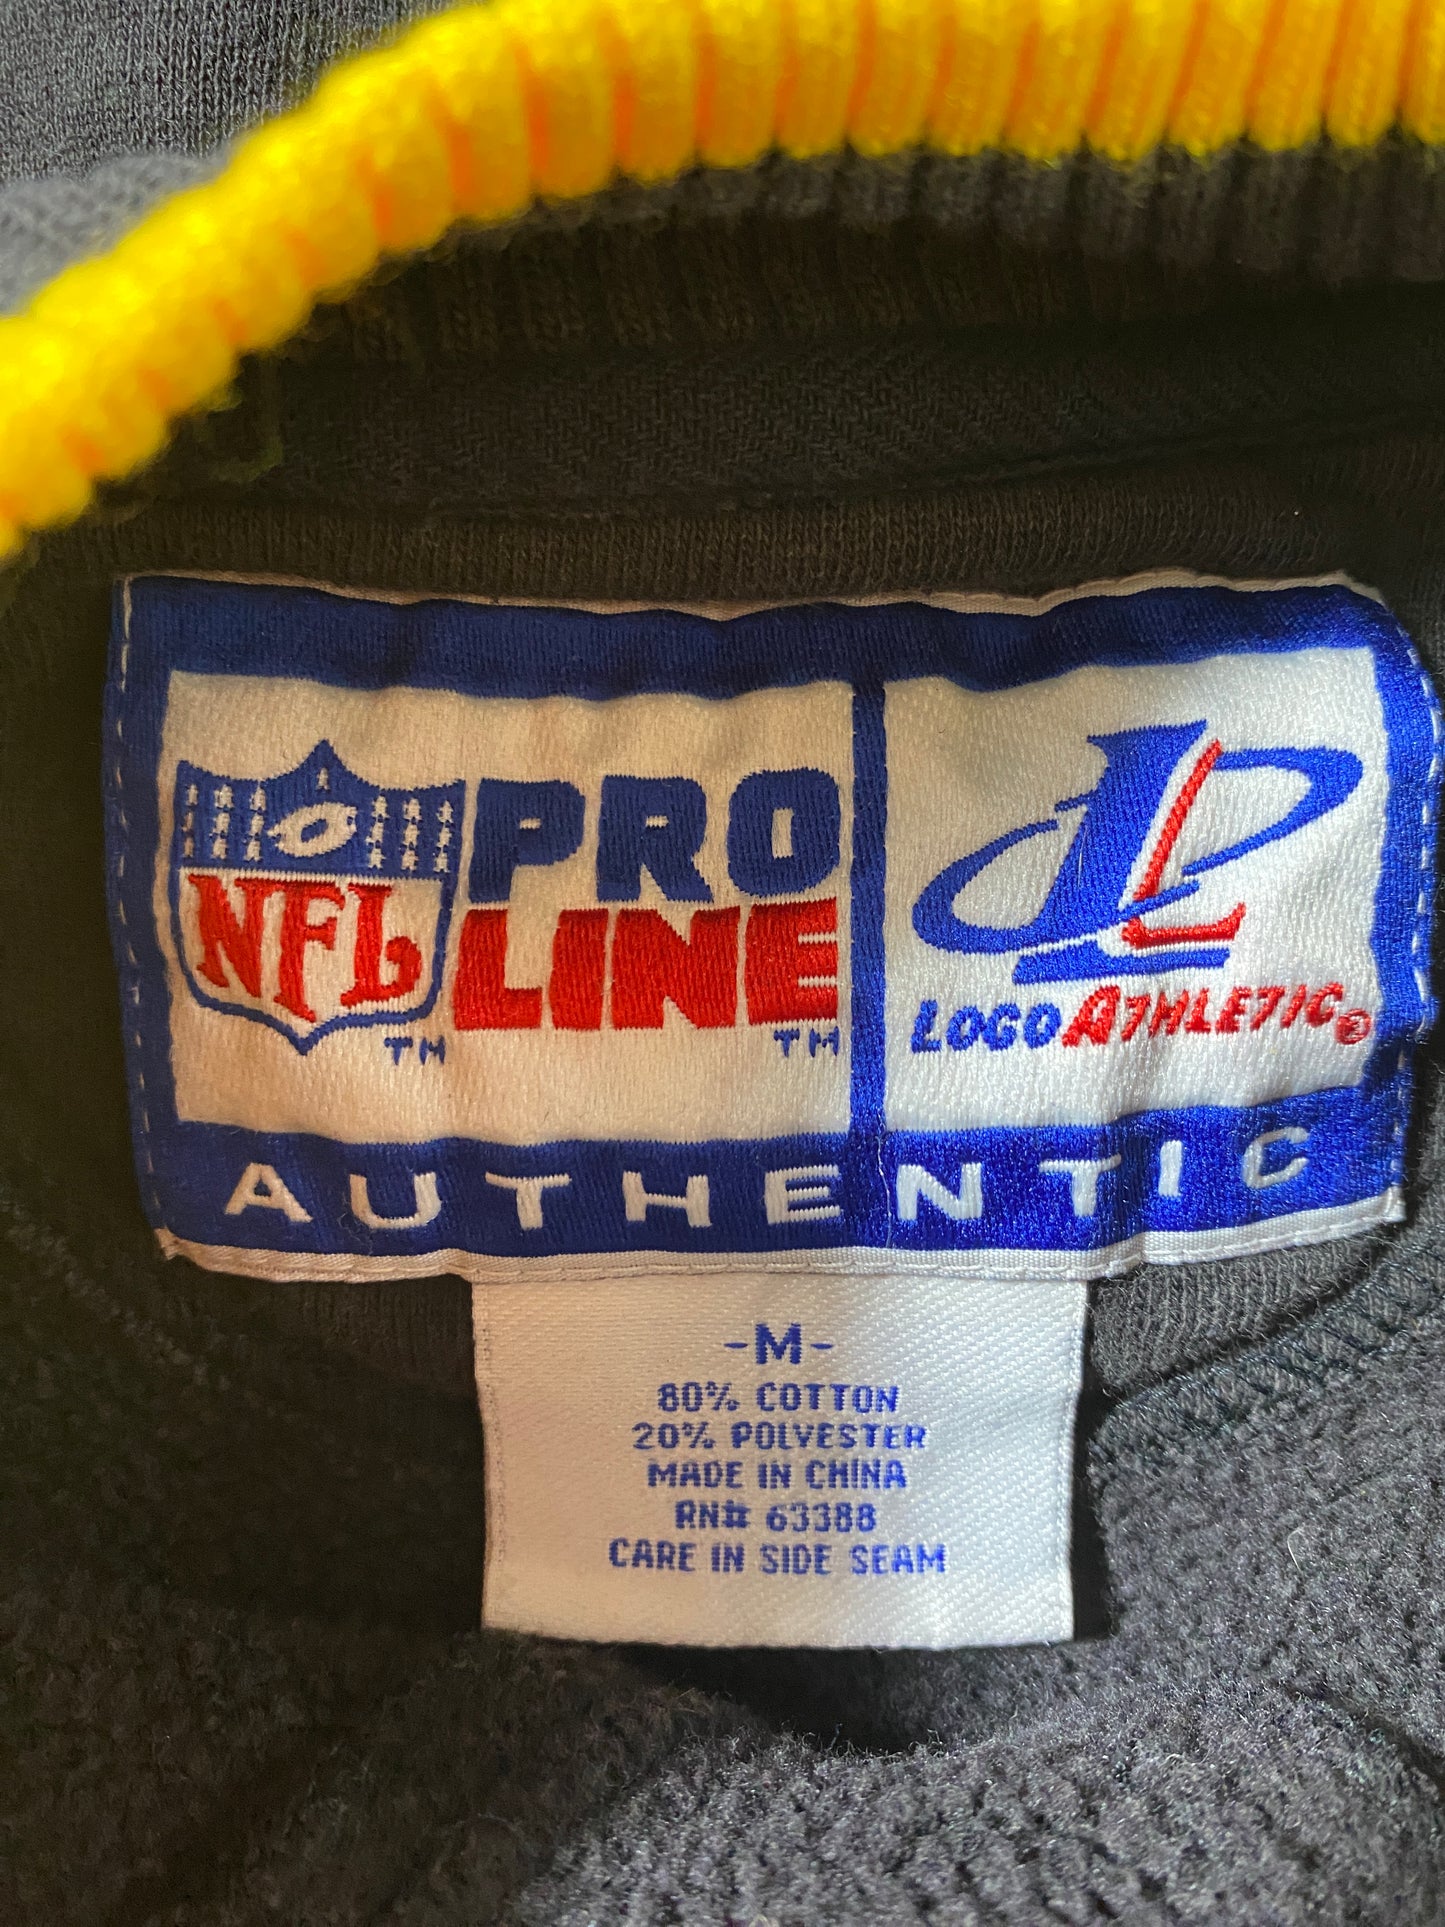 NFL
TM
PRO
LINE
TM
LOGO ATHLETIC®
AUTHENTIC
-M-
80% COTTON
20% POLYESTER
MADE IN CHINA
RN# 63388
CARE IN SIDE SEAM